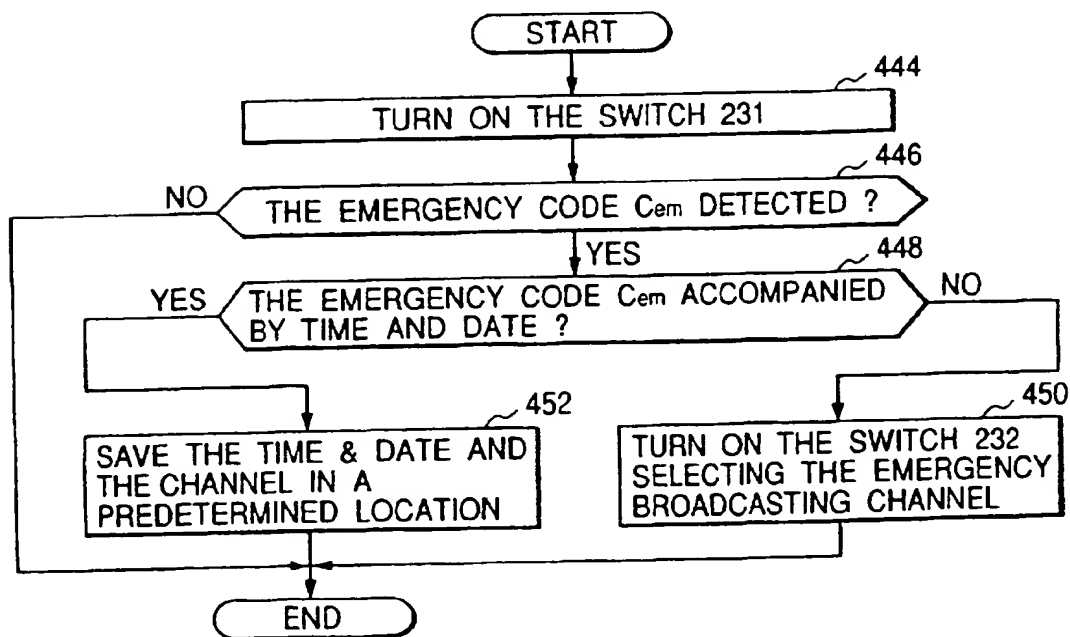 START
444
TURN ON THE SWITCH 231
446
NO
THE EMERGENCY CODE Cem DETECTED ?
YES
448
YES
THE EMERGENCY CODE Cem ACCOMPANIED
BY TIME AND DATE ?
NO
452
SAVE THE TIME & DATE AND
THE CHANNEL IN A
PREDETERMINED LOCATION
450
TURN ON THE SWITCH 232
SELECTING THE EMERGENCY
BROADCASTING CHANNEL
END